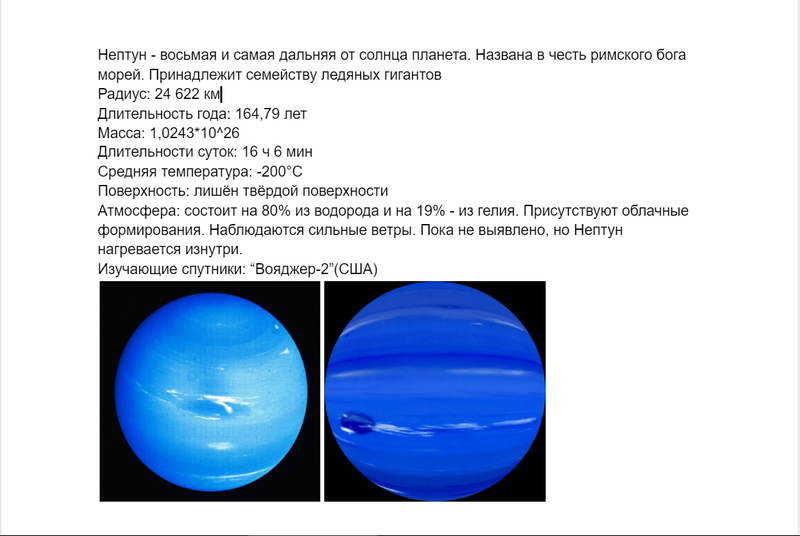 Нептун - восьмая и самая дальняя от солнца планета. Названа в честь римского бога
морей. Принадлежит семейству ледяных гигантов
Радиус: 24 622 км
Длительность года: 164,79 лет
Масса: 1,0243*10^26
Длительности суток: 16 ч 6 мин
Средняя температура: -200°С
Поверхность: лишён твёрдой поверхности
Атмосфера: состоит на 80% из водорода и на 19% - из гелия. Присутствуют облачные
формирования. Наблюдаются сильные ветры. Пока не выявлено, но Нептун
нагревается изнутри.
Изучающие спутники: “Вояджер-2”(США)